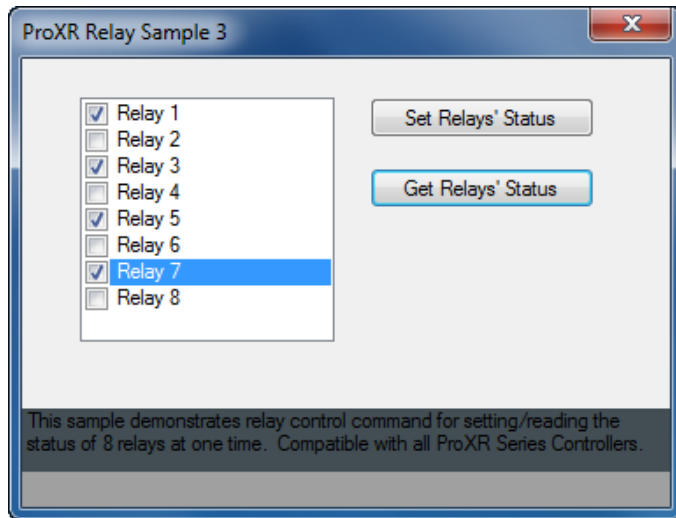 ProXR Relay Sample 3
Relay 1
Relay 2
Relay 3
Relay 4
Relay 5
Relay 6
Relay 7
Relay 8
Set Relays' Status
Get Relays' Status
This sample demonstrates relay control command for setting/reading the
status of 8 relays at one time.  Compatible with all ProXR Series Controllers.